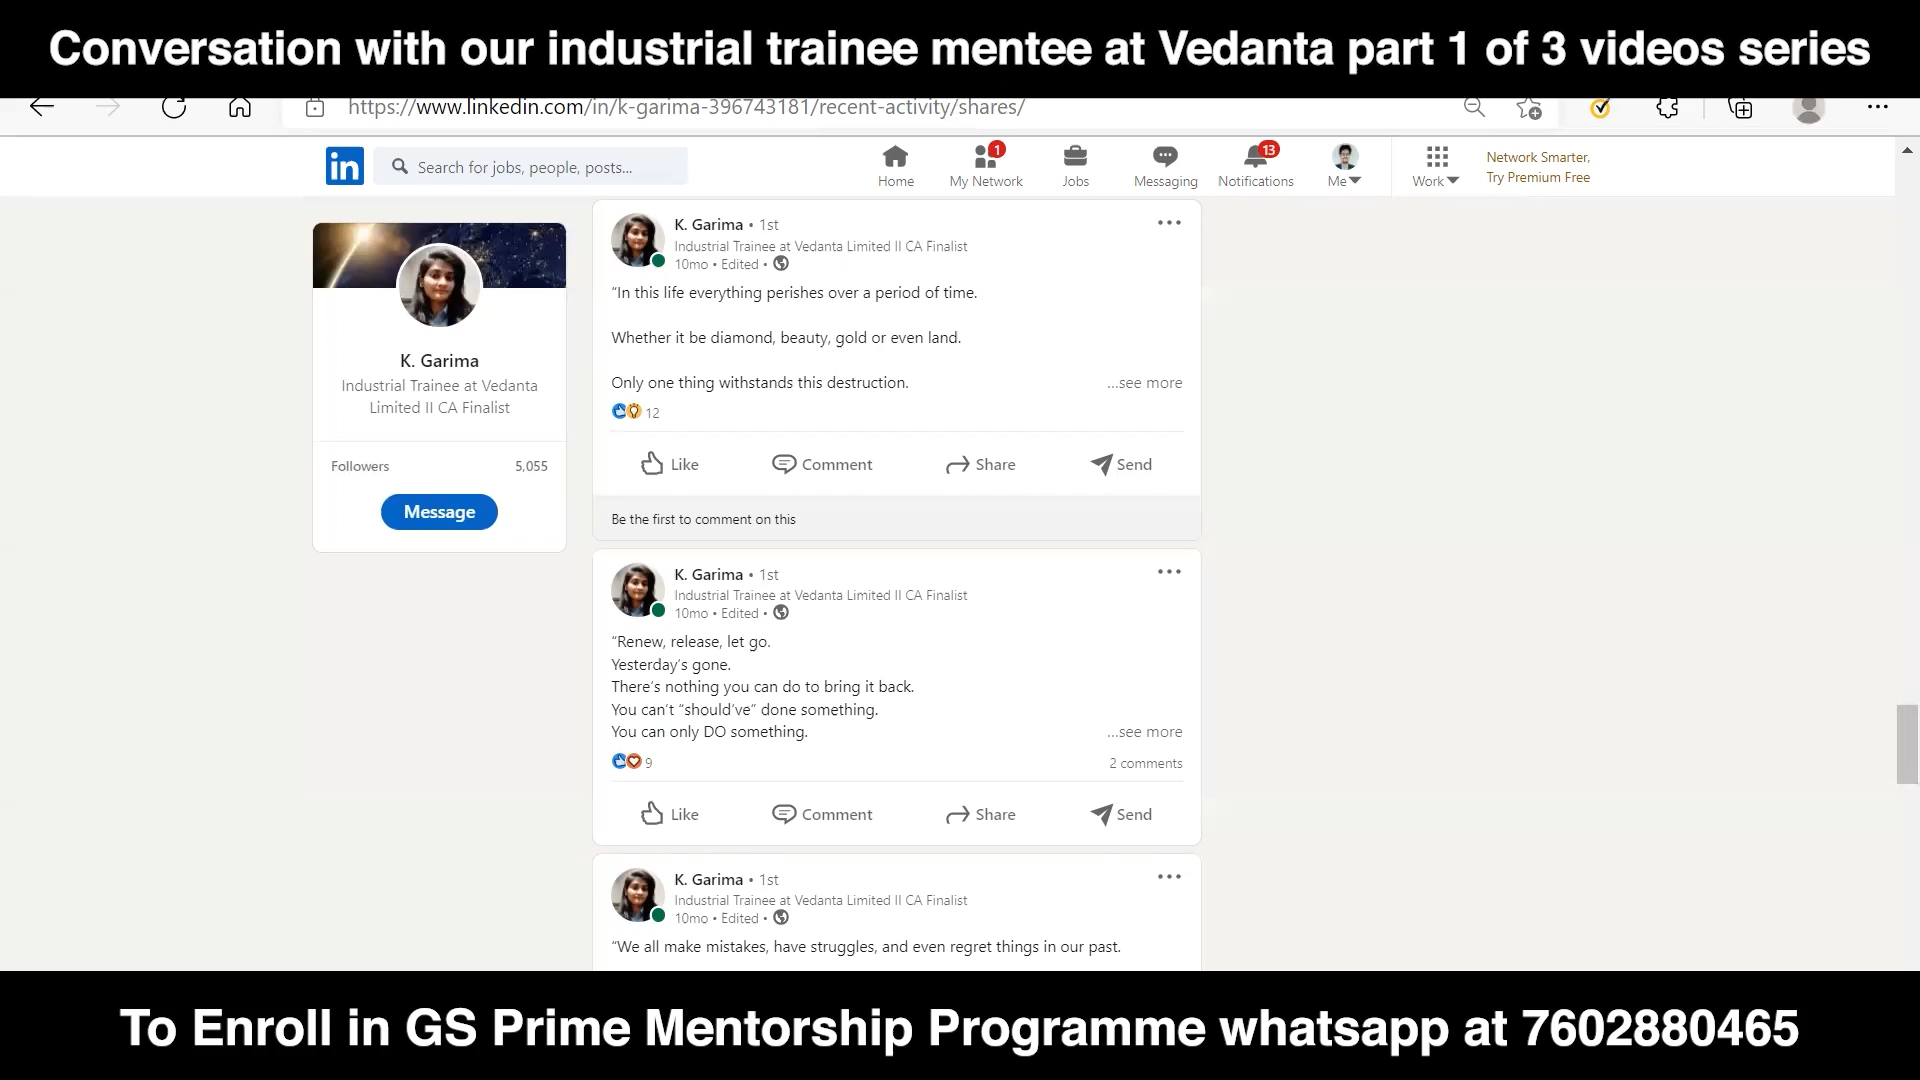 Conversation with our industrial trainee mentee at Vedanta part 1 of 3 videos series
https://www.linkedin.com/in/k-garima-396743181/recent-activity/shares/
in
Search for jobs, people, posts...
Home
1
My Network
Jobs
Messaging
13
Notifications
Me
Work
Network Smarter,
Try Premium Free
K. Garima
Industrial Trainee at Vedanta
Limited II CA Finalist
Followers 5,055
Message
K. Garima • 1st
Industrial Trainee at Vedanta Limited II CA Finalist
10mo • Edited •
“In this life everything perishes over a period of time.
Whether it be diamond, beauty, gold or even land.
Only one thing withstands this destruction. ...see more
12
Like Comment Share Send
Be the first to comment on this
K. Garima • 1st
Industrial Trainee at Vedanta Limited II CA Finalist
10mo • Edited •
“Renew, release, let go.
Yesterday’s gone.
There’s nothing you can do to bring it back.
You can’t “should’ve” done something.
You can only DO something. ...see more
9 2 comments
Like Comment Share Send
K. Garima • 1st
Industrial Trainee at Vedanta Limited II CA Finalist
10mo • Edited •
“We all make mistakes, have struggles, and even regret things in our past.
To Enroll in GS Prime Mentorship Programme whatsapp at 7602880465